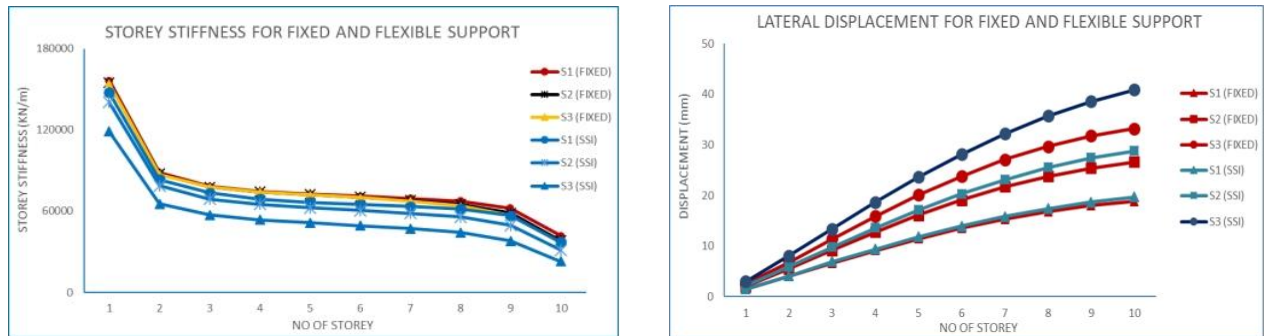 STOREY STIFFNESS FOR FIXED AND FLEXIBLE SUPPORT
180000
120000
60000
0
STOREY STIFFNESS (KN/m)
S1 (FIXED)
S2 (FIXED)
S3 (FIXED)
S1 (SSI)
S2 (SSI)
S3 (SSI)
1 2 3 4 5 6 7 8 9 10
NO OF STOREY
LATERAL DISPLACEMENT FOR FIXED AND FLEXIBLE SUPPORT
50
40
30
20
10
0
DISPLACEMENT (mm)
S1 (FIXED)
S2 (FIXED)
S3 (FIXED)
S1 (SSI)
S2 (SSI)
S3 (SSI)
1 2 3 4 5 6 7 8 9 10
NO OF STOREY